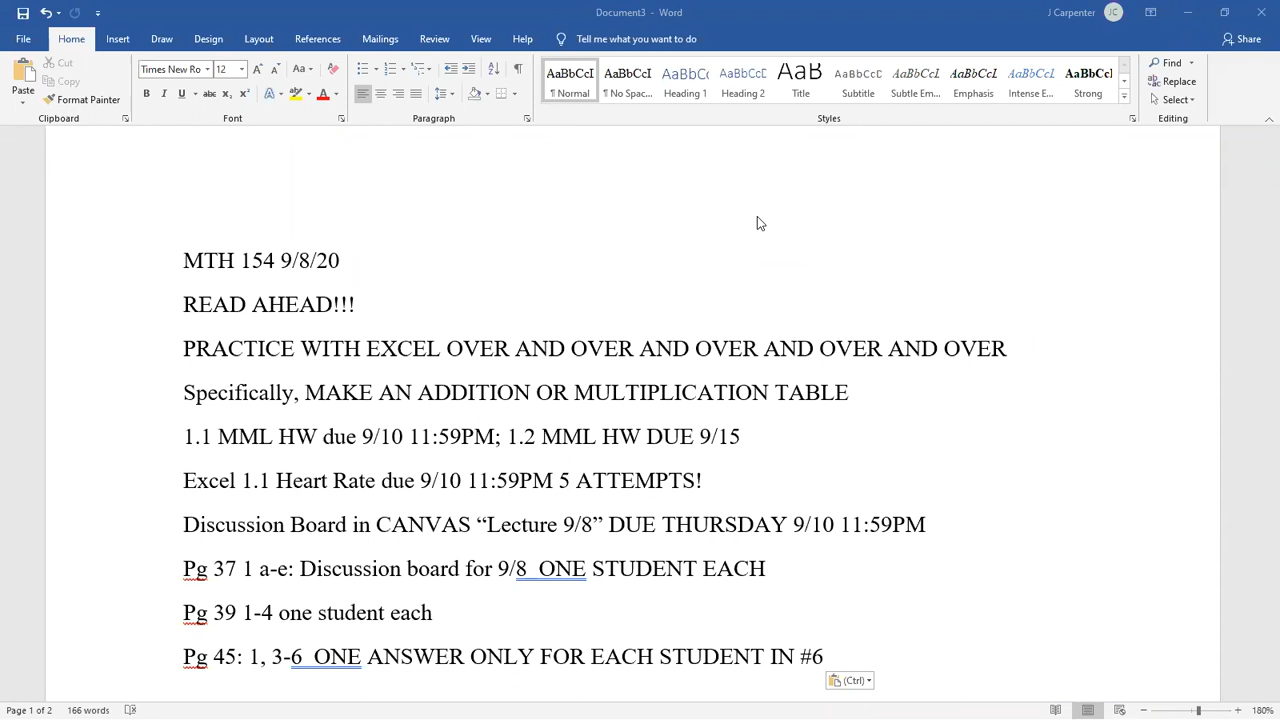 Document3 - Word
J Carpenter JC
File Home Insert Draw Design Layout References Mailings Review View Help Tell me what you want to do Share
Paste Cut Copy Format Painter
Times New Ro 12
AaBbCcI AaBbCcI AaBbCc AaBbCcI AaB AaBbCcI AaBbCcI AaBbCcI AaBbCcI AaBbCc
¶ Normal ¶ No Spac... Heading 1 Heading 2 Title Subtitle Subtle Em... Emphasis Intense E... Strong
Find
Replace
Select
Clipboard Font Paragraph Styles Editing
MTH 154 9/8/20
READ AHEAD!!!
PRACTICE WITH EXCEL OVER AND OVER AND OVER AND OVER AND OVER
Specifically, MAKE AN ADDITION OR MULTIPLICATION TABLE
1.1 MML HW due 9/10 11:59PM; 1.2 MML HW DUE 9/15
Excel 1.1 Heart Rate due 9/10 11:59PM 5 ATTEMPTS!
Discussion Board in CANVAS “Lecture 9/8” DUE THURSDAY 9/10 11:59PM
Pg 37 1 a-e: Discussion board for 9/8 ONE STUDENT EACH
Pg 39 1-4 one student each
Pg 45: 1, 3-6 ONE ANSWER ONLY FOR EACH STUDENT IN #6
(Ctrl)
Page 1 of 2 166 words 180%